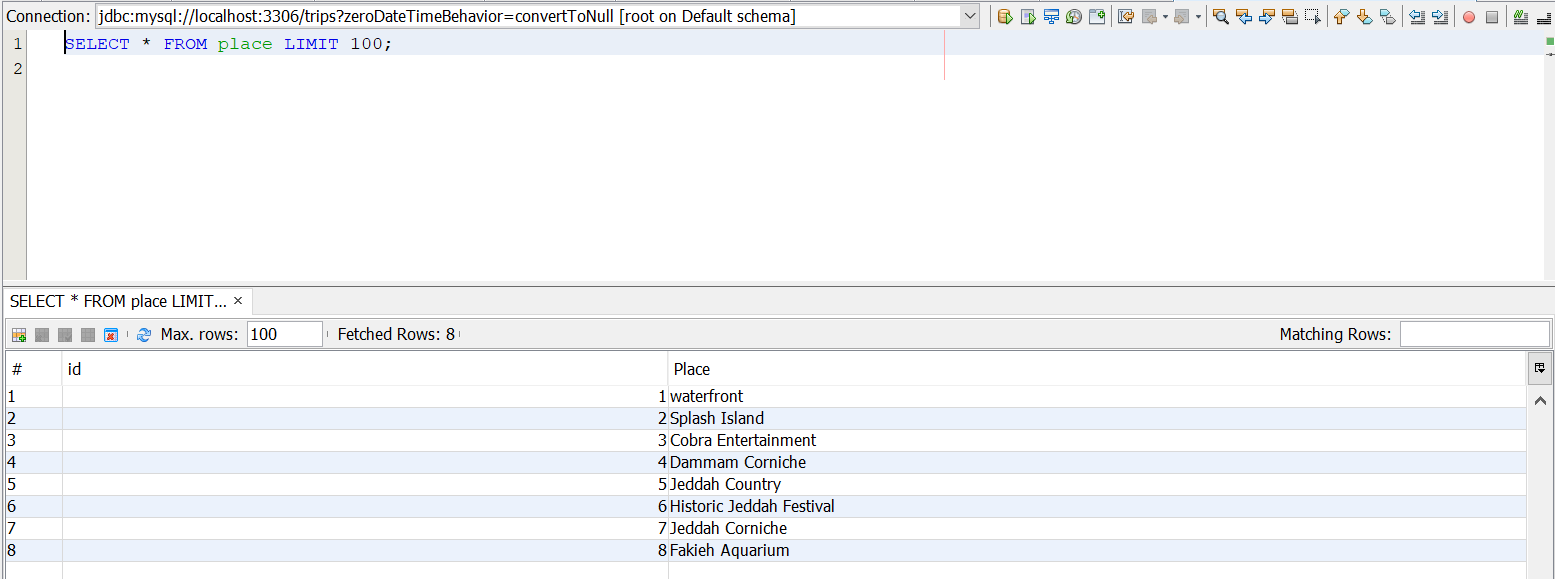 Connection: jdbc:mysql://localhost:3306/trips?zeroDateTimeBehavior=convertToNull [root on Default schema]
1 SELECT * FROM place LIMIT 100;
2
SELECT * FROM place LIMIT... ×
Max. rows: 100 Fetched Rows: 8 Matching Rows:
# id Place
1 1 waterfront
2 2 Splash Island
3 3 Cobra Entertainment
4 4 Dammam Corniche
5 5 Jeddah Country
6 6 Historic Jeddah Festival
7 7 Jeddah Corniche
8 8 Fakieh Aquarium